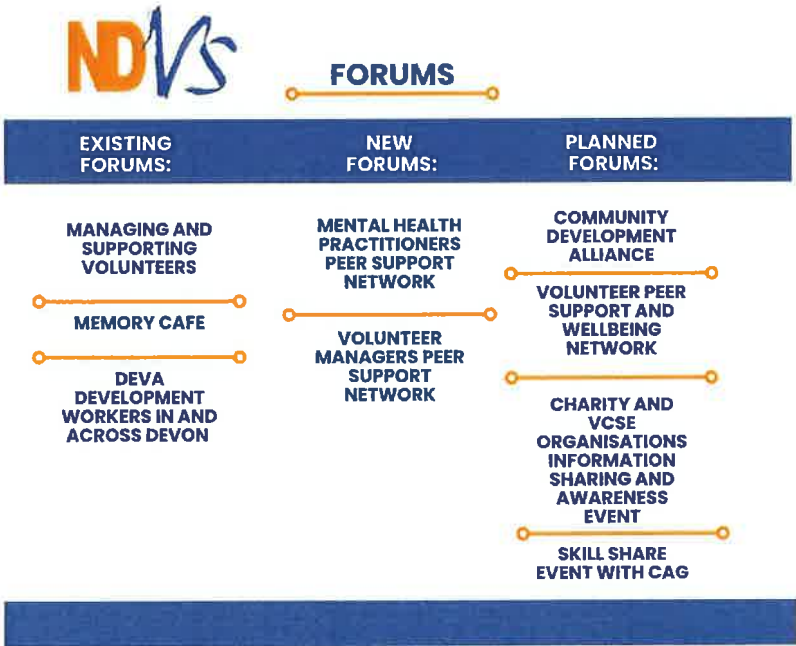 NDVS
FORUMS
EXISTING
FORUMS:
MANAGING AND
SUPPORTING
VOLUNTEERS
MEMORY CAFE
DEVA
DEVELOPMENT
WORKERS IN AND
ACROSS DEVON
NEW
FORUMS:
MENTAL HEALTH
PRACTITIONERS
PEER SUPPORT
NETWORK
VOLUNTEER
MANAGERS PEER
SUPPORT
NETWORK
PLANNED
FORUMS:
COMMUNITY
DEVELOPMENT
ALLIANCE
VOLUNTEER PEER
SUPPORT AND
WELLBEING
NETWORK
CHARITY AND
VCSE
ORGANISATIONS
INFORMATION
SHARING AND
AWARENESS
EVENT
SKILL SHARE
EVENT WITH CAG